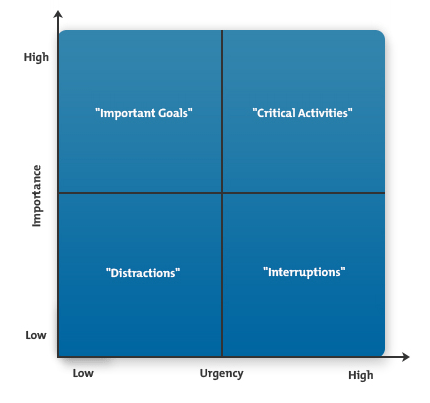 High
"Important Goals" "Critical Activities"
Importance
"Distractions" "Interruptions"
Low
Low Urgency High